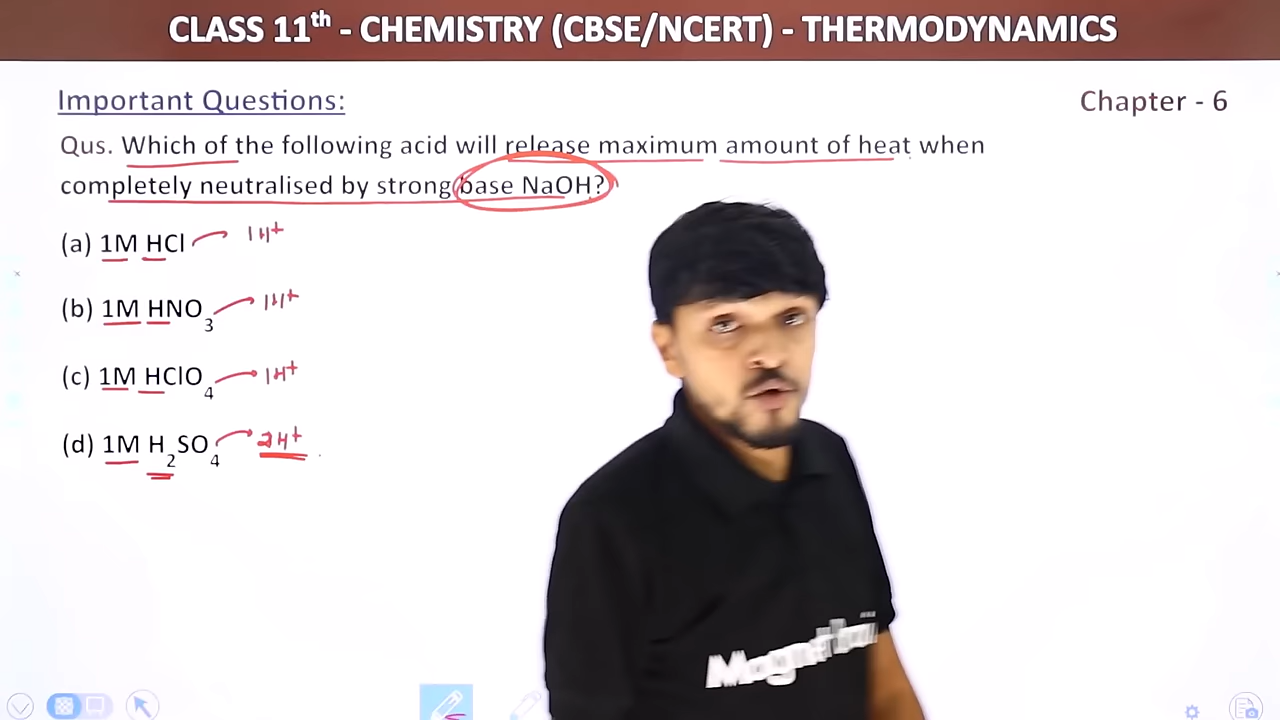 CLASS 11th - CHEMISTRY (CBSE/NCERT) - THERMODYNAMICS
Important Questions:
Chapter - 6
Qus. Which of the following acid will release maximum amount of heat when
completely neutralised by strong base NaOH?
(a) 1M HCl 1H+
(b) 1M HNO3 1H+
(c) 1M HClO4 1H+
(d) 1M H2SO4 2H+